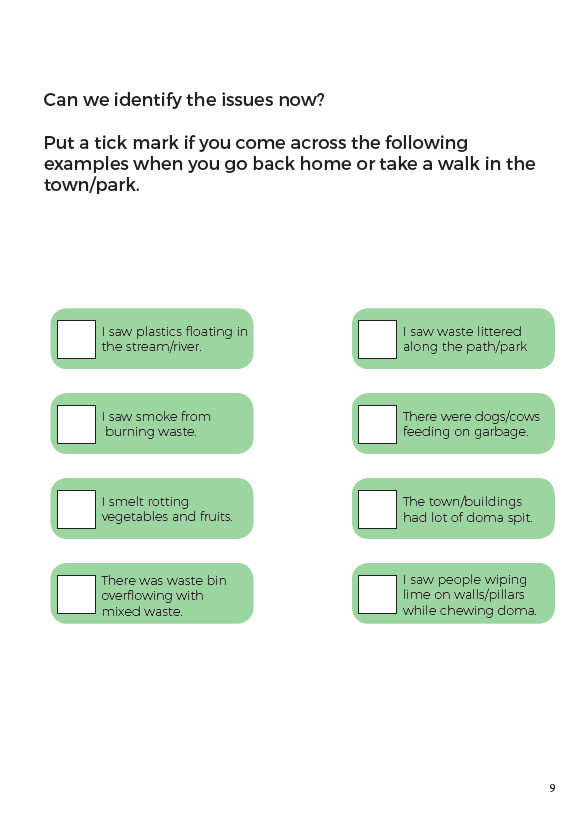 Can we identify the issues now?
Put a tick mark if you come across the following
examples when you go back home or take a walk in the
town/park.
I saw plastics floating in
the stream/river.
I saw waste littered
along the path/park
I saw smoke from
burning waste.
There were dogs/cows
feeding on garbage.
I smelt rotting
vegetables and fruits.
The town/buildings
had lot of doma spit.
There was waste bin
overflowing with
mixed waste.
I saw people wiping
lime on walls/pillars
while chewing doma.
9